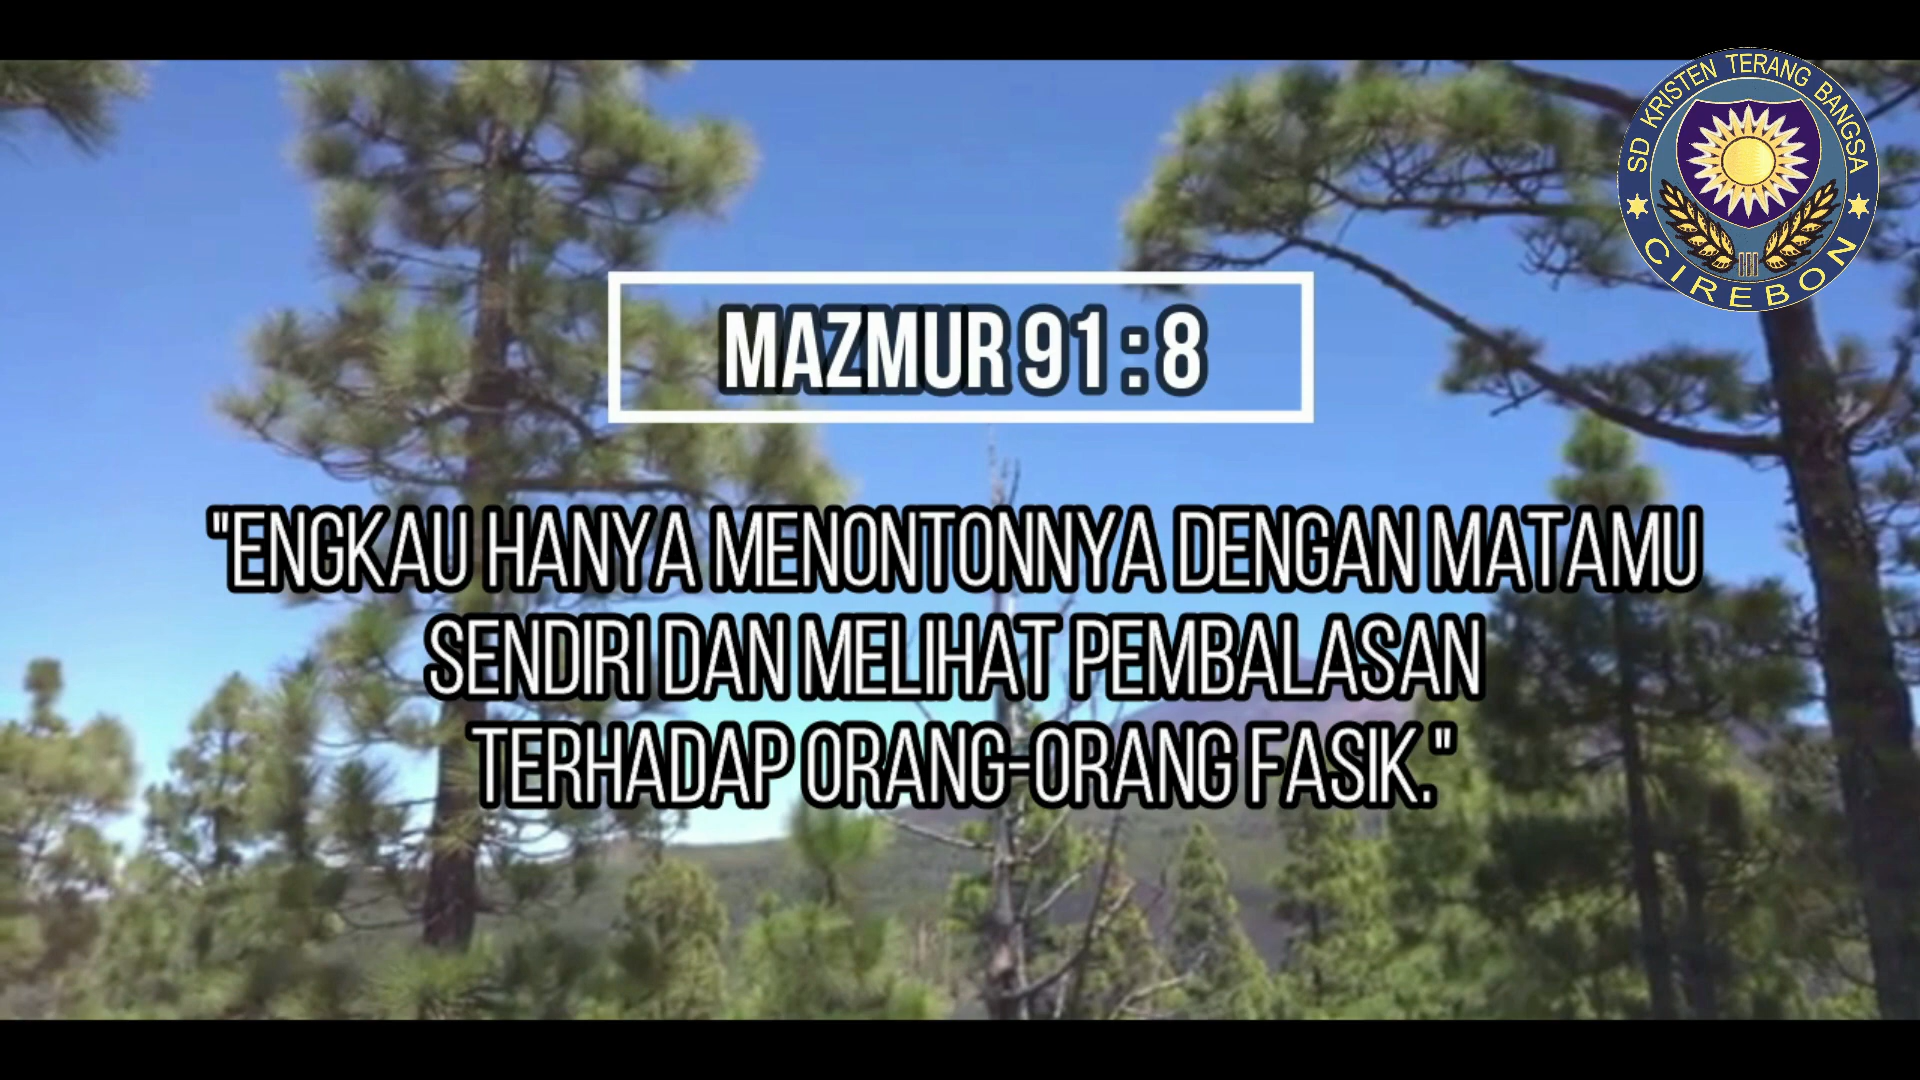 SD KRISTEN TERANG BANGSA
CIREBON
MAZMUR 91 : 8
"ENGKAU HANYA MENONTONNYA DENGAN MATAMU
SENDIRI DAN MELIHAT PEMBALASAN
TERHADAP ORANG-ORANG FASIK."